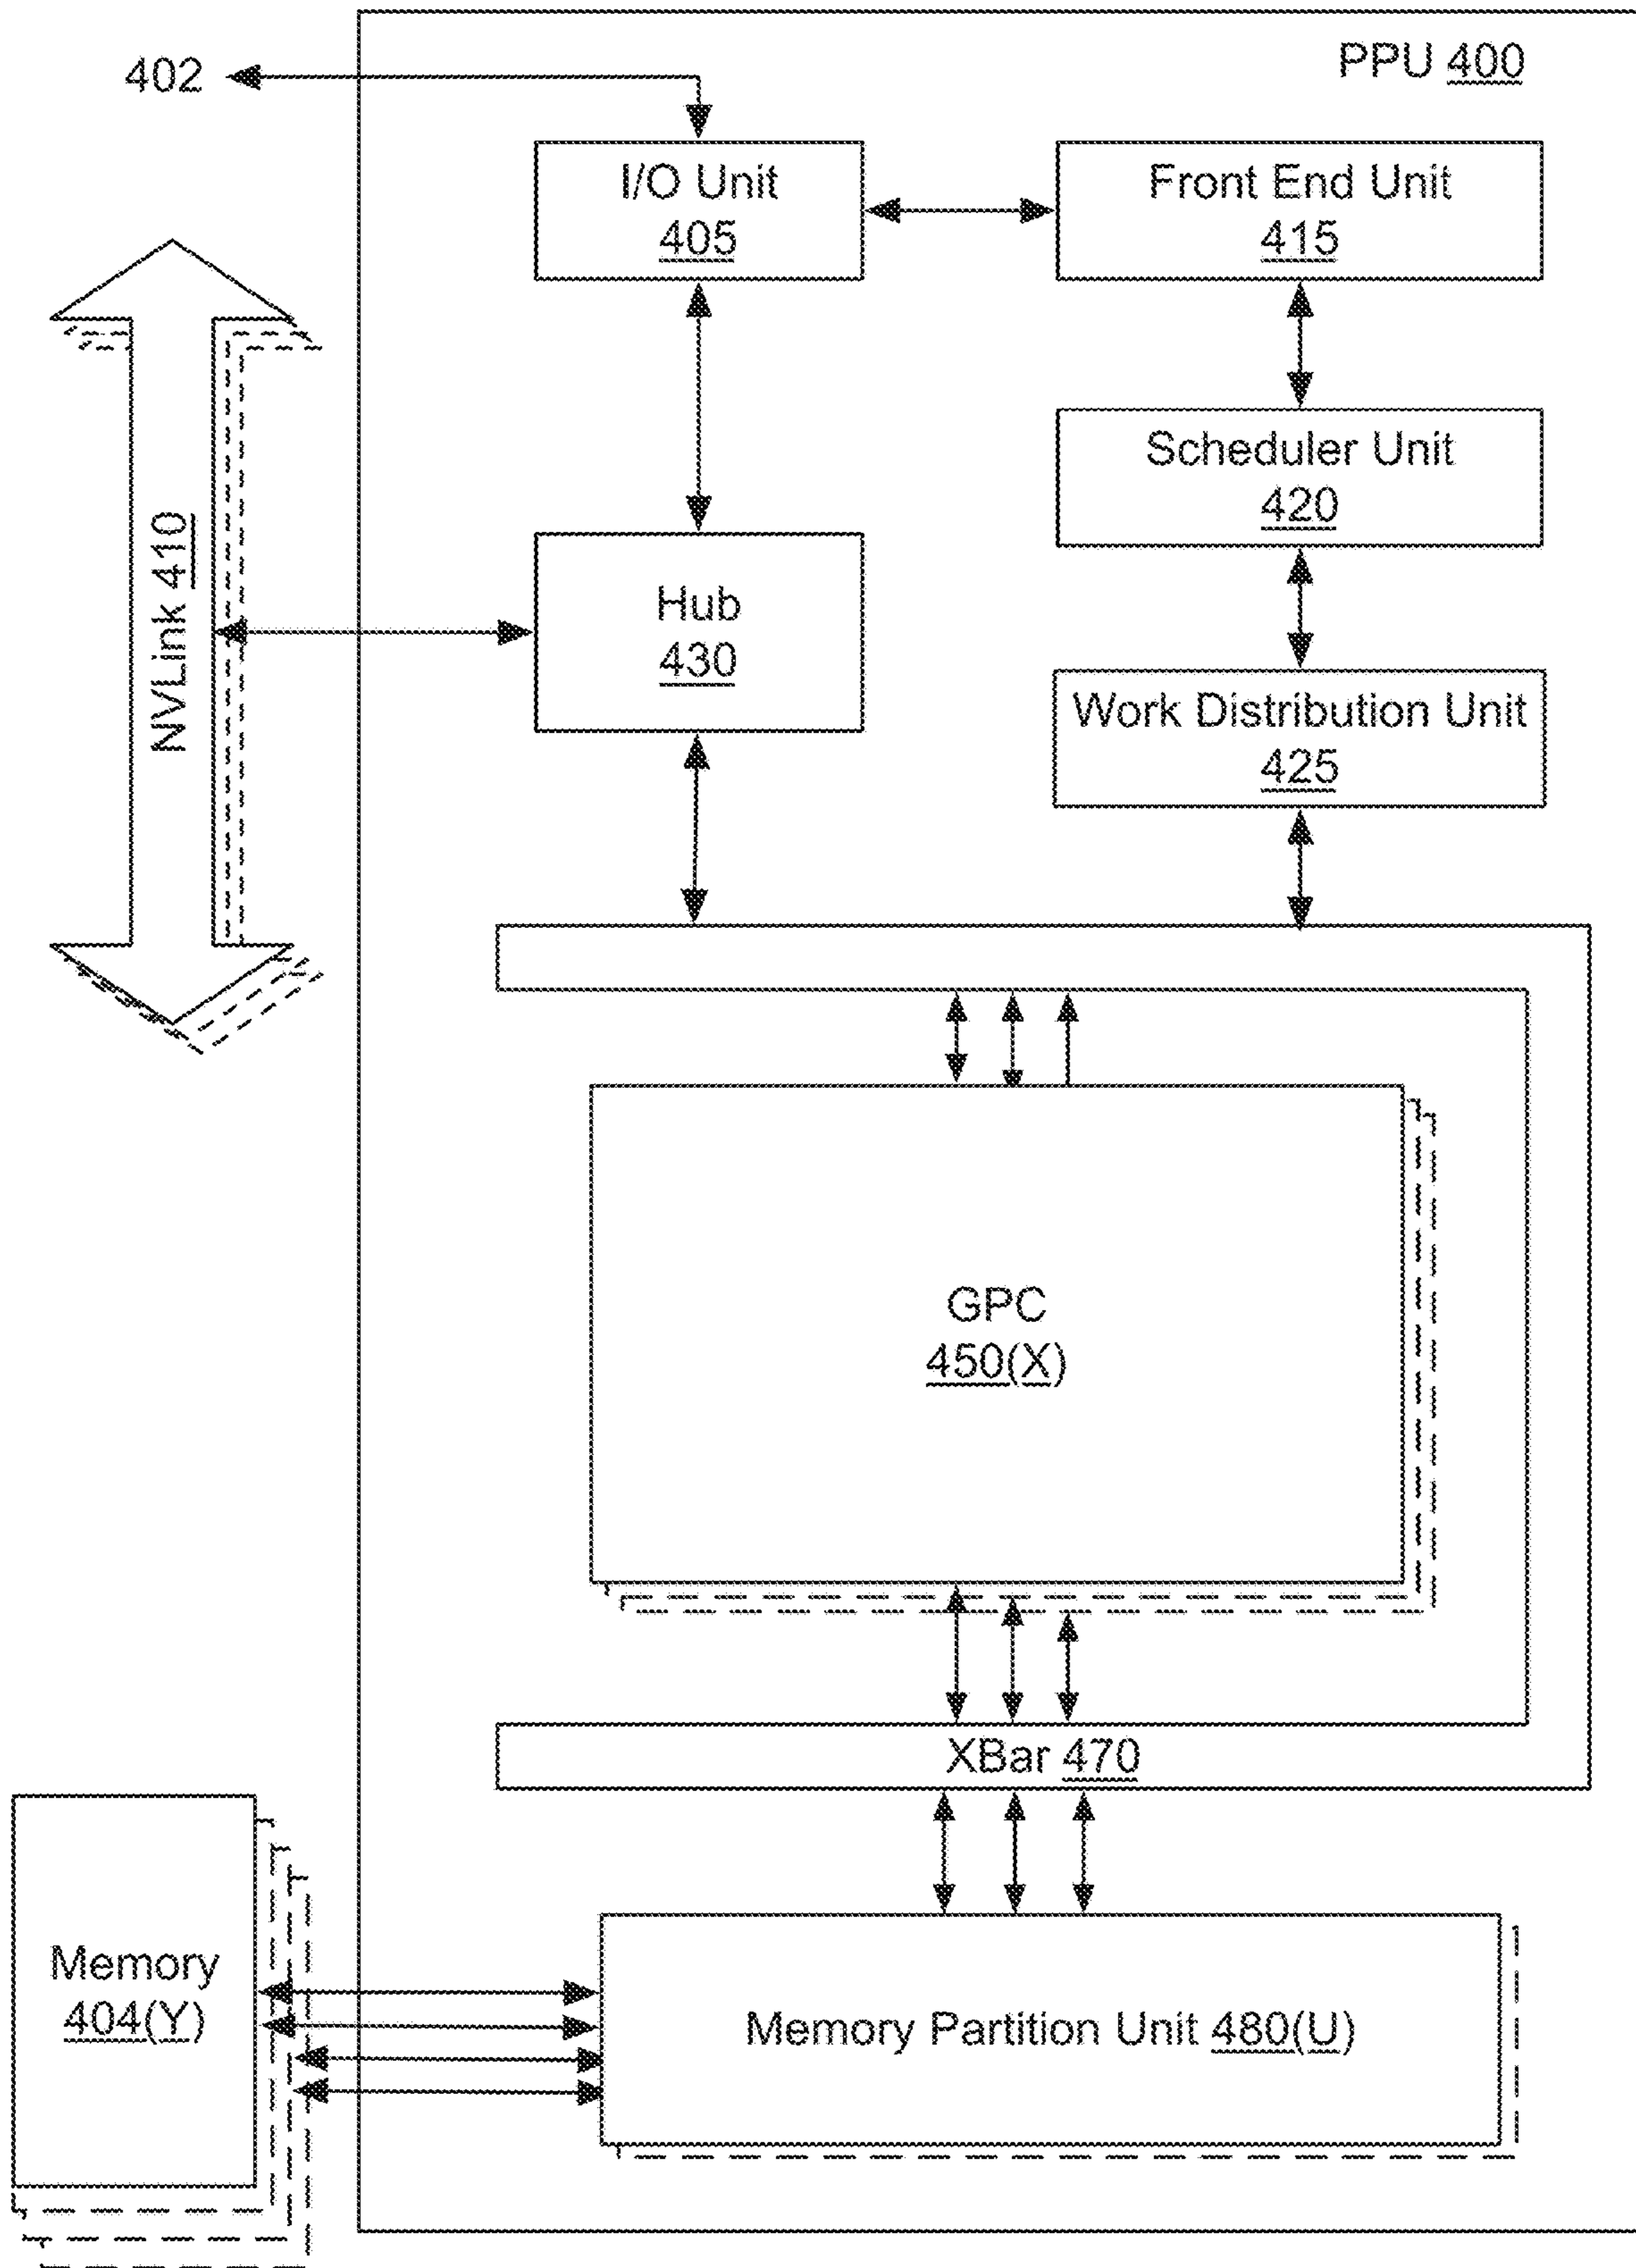 PPU 400
402
I/O Unit
405
Front End Unit
415
Scheduler Unit
420
NVLink 410
Hub
430
Work Distribution Unit
425
GPC
450(X)
XBar 470
Memory
404(Y)
Memory Partition Unit 480(U)